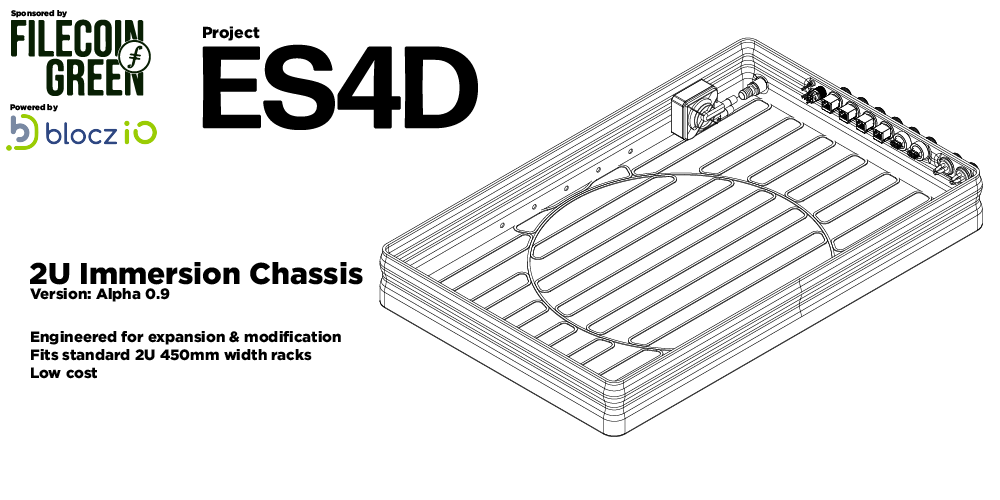 Sponsored by
FILECOIN
GREEN
Powered by
blocz io
Project
ES4D
2U Immersion Chassis
Version: Alpha 0.9
Engineered for expansion & modification
Fits standard 2U 450mm width racks
Low cost